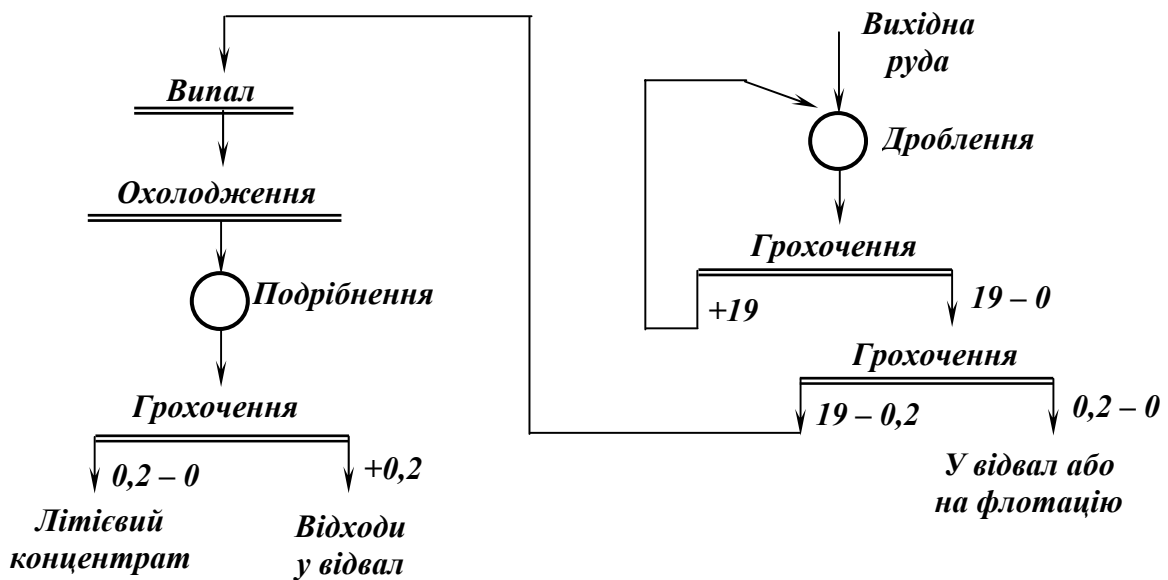 Вихідна
руда
Дроблення
Грохочення
+19
19 – 0
Грохочення
19 – 0,2
0,2 – 0
У відвал або
на флотацію
Випал
Охолодження
Подрібнення
Грохочення
0,2 – 0
+0,2
Літієвий
концентрат
Відходи
у відвал